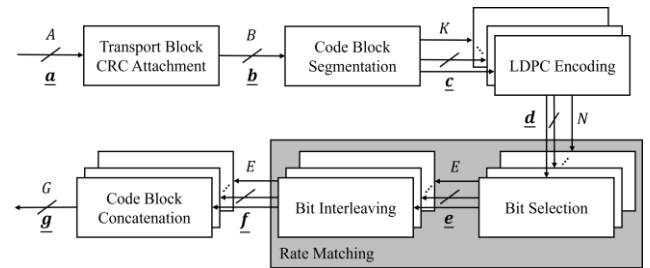 A
a
Transport Block
CRC Attachment
B
b
Code Block
Segmentation
K
c
LDPC Encoding
d
N
G
g
Code Block
Concatenation
E
f
Bit Interleaving
E
e
Bit Selection
Rate Matching